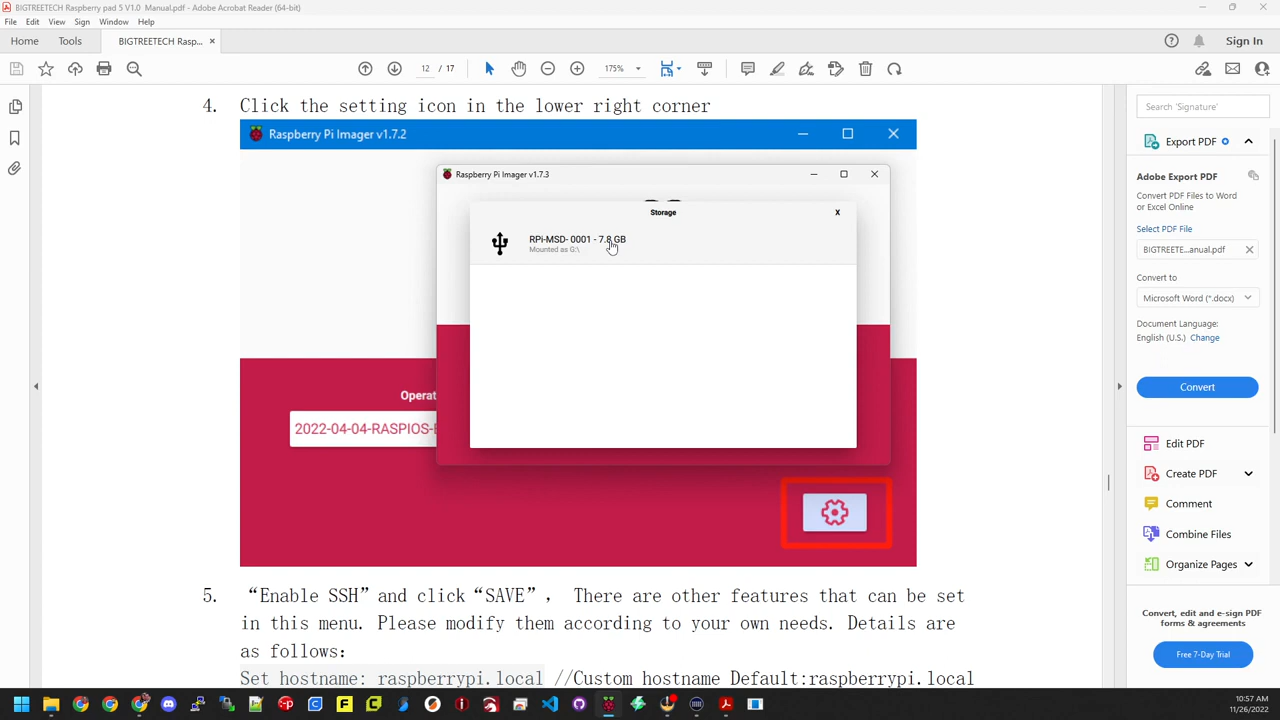 BIGTREETECH Raspberry pad 5 V1.0  Manual.pdf - Adobe Acrobat Reader (64-bit)
File Edit View Sign Window Help
Home Tools BIGTREETECH Rasp... × Sign In
12 / 17 175%
4. Click the setting icon in the lower right corner
Raspberry Pi Imager v1.7.2
Raspberry Pi Imager v1.7.3
Storage X
RPi-MSD- 0001 - 7.8 GB
Mounted as G:\
Operat
2022-04-04-RASPIOS-
5. “Enable SSH”and click“SAVE”, There are other features that can be set
in this menu. Please modify them according to your own needs. Details are
as follows:
Set hostname: raspberrypi.local //Custom hostname Default:raspberrypi.local
Search 'Signature'
Export PDF
Adobe Export PDF
Convert PDF Files to Word
or Excel Online
Select PDF File
BIGTREETE...anual.pdf
Convert to
Microsoft Word (*.docx)
Document Language:
English (U.S.) Change
Convert
Edit PDF
Create PDF
Comment
Combine Files
Organize Pages
Convert, edit and e-sign PDF
forms & agreements
Free 7-Day Trial
10:57 AM
11/26/2022